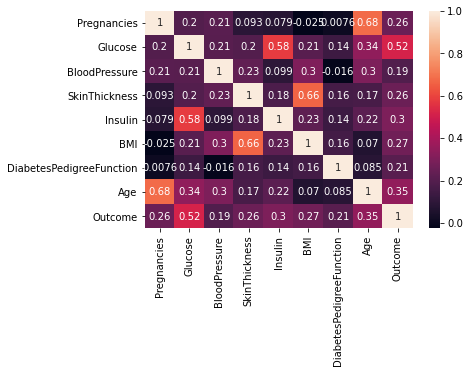 Pregnancies 1 0.2 0.21 0.093 0.079 -0.025 0.0076 0.68 0.26
Glucose 0.2 1 0.21 0.2 0.58 0.21 0.14 0.34 0.52
BloodPressure 0.21 0.21 1 0.23 0.099 0.3 -0.016 0.3 0.19
SkinThickness 0.093 0.2 0.23 1 0.18 0.66 0.16 0.17 0.26
Insulin 0.079 0.58 0.099 0.18 1 0.23 0.14 0.22 0.3
BMI -0.025 0.21 0.3 0.66 0.23 1 0.16 0.07 0.27
DiabetesPedigreeFunction 0.0076 0.14 -0.016 0.16 0.14 0.16 1 0.085 0.21
Age 0.68 0.34 0.3 0.17 0.22 0.07 0.085 1 0.35
Outcome 0.26 0.52 0.19 0.26 0.3 0.27 0.21 0.35 1
Pregnancies
Glucose
BloodPressure
SkinThickness
Insulin
BMI
DiabetesPedigreeFunction
Age
Outcome
1.0
0.8
0.6
0.4
0.2
0.0